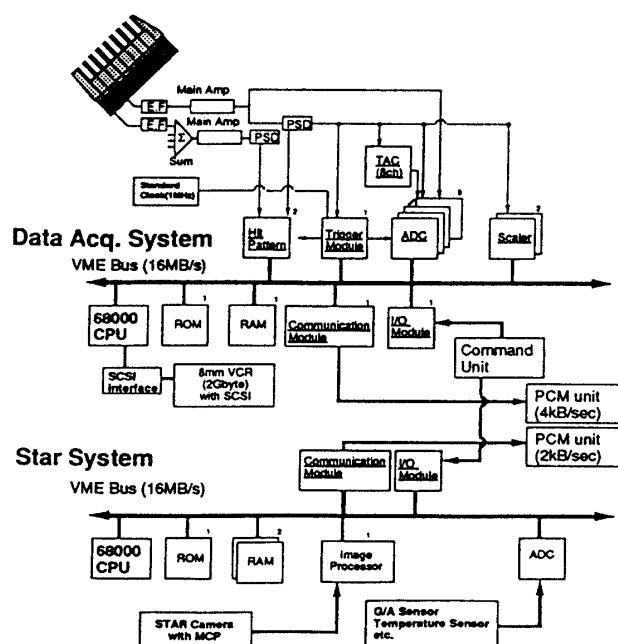 Main Amp
E.F
E.F
Main Amp
PSD
PSD
Σ
Sum
TAC
(8ch)
Standard
Clock(1MHz)
2
1
8
2
Hit
Pattern
Trigger
Module
ADC
Scaler
Data Acq. System
VME Bus (16MB/s)
1
1
1
1
68000
CPU
ROM
RAM
Communication
Module
I/O
Module
Command
Unit
SCSI
Interface
8mm VCR
(2Gbyte)
with SCSI
PCM unit
(4kB/sec)
PCM unit
(2kB/sec)
Star System
Communication
Module
I/O
Module
VME Bus (16MB/s)
1
2
1
68000
CPU
ROM
RAM
Image
Processor
ADC
STAR Camera
with MCP
G/A Sensor
Temperature Sensor
etc.